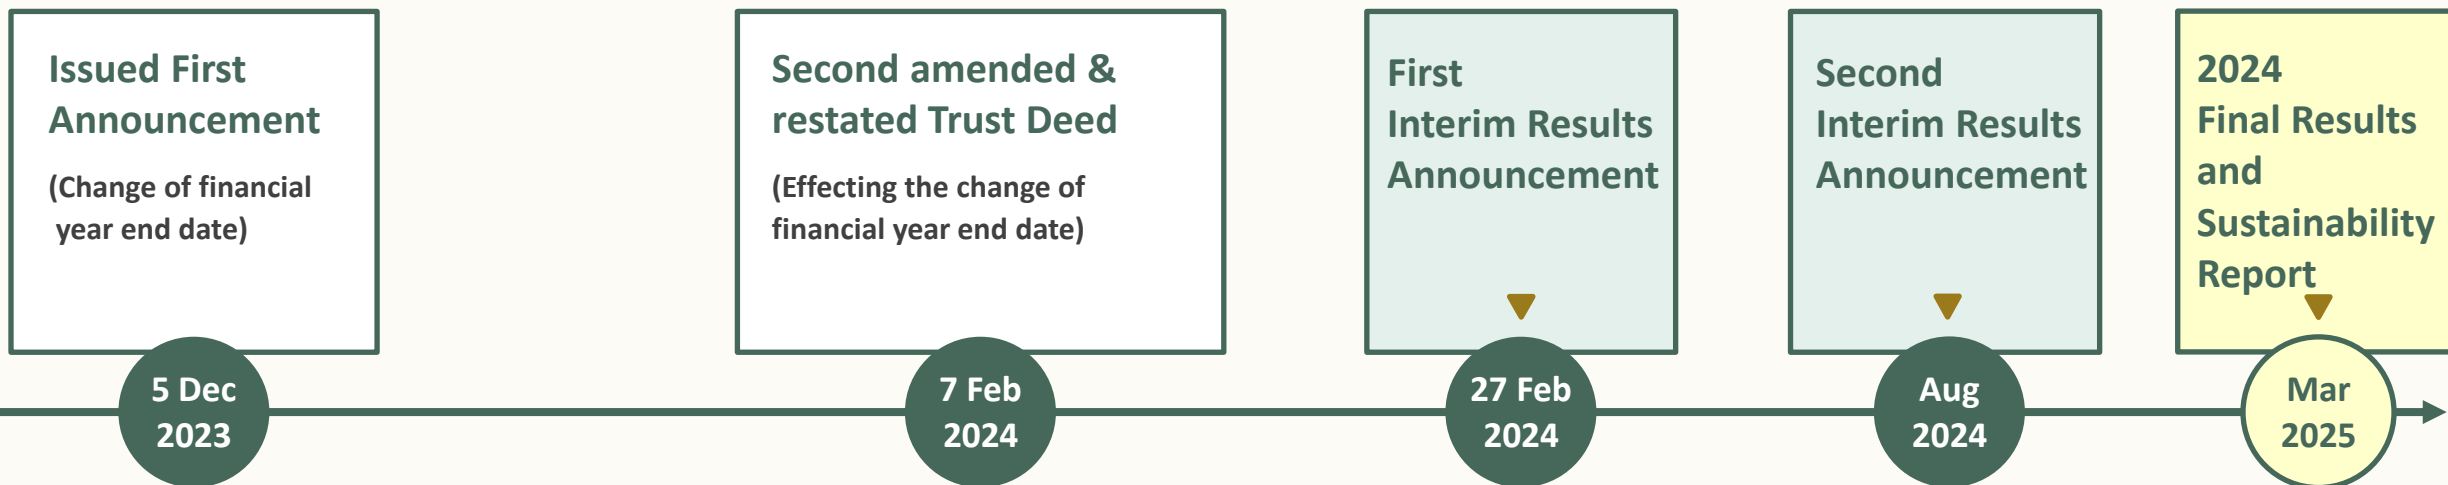 Issued First
Announcement
(Change of financial
year end date)
5 Dec
2023
Second amended &
restated Trust Deed
(Effecting the change of
financial year end date)
7 Feb
2024
First
Interim Results
Announcement
27 Feb
2024
Second
Interim Results
Announcement
Aug
2024
2024
Final Results
and
Sustainability
Report
Mar
2025